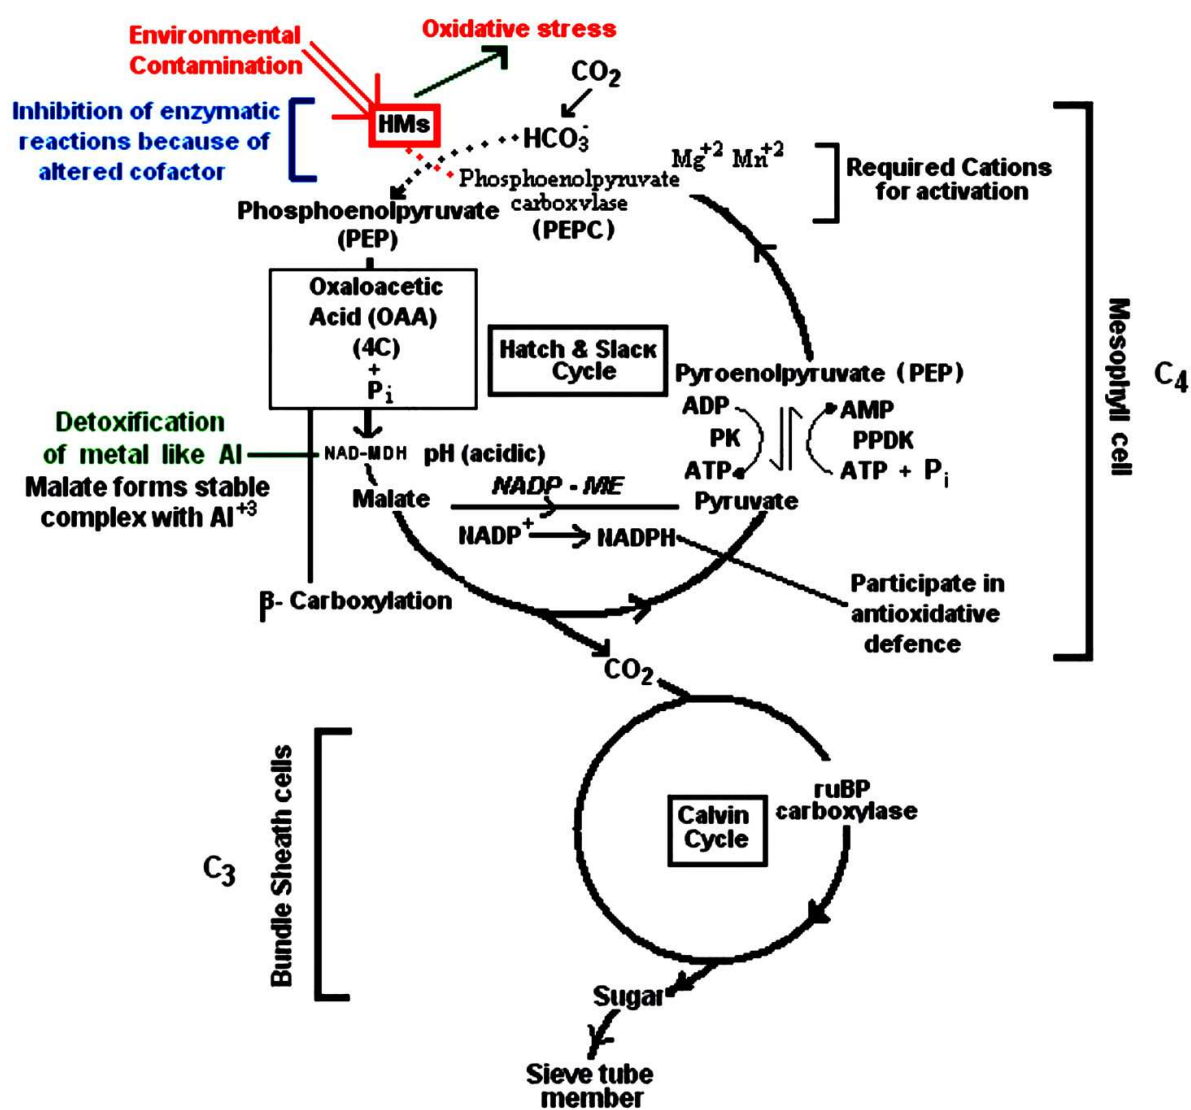 Environmental
Contamination
Oxidative stress
CO2
Inhibition of enzymatic
reactions because of
altered cofactor
HMs
HCO3-
Mg+2 Mn+2
Required Cations
for activation
Phosphoenolpyruvate
carboxvlase
(PEPC)
Phosphoenolpyruvate
(PEP)
Oxaloacetic
Acid (OAA)
(4C)
+
Pi
Hatch & Slack
Cycle
Pyroenolpyruvate (PEP)
ADP
PK
ATP
AMP
PPDK
ATP + Pi
Pyruvate
Mesophyll cell
C4
Detoxification
of metal like Al
Malate forms stable
complex with Al+3
NAD-MDH
pH (acidic)
Malate
NADP - ME
NADP+
NADPH
β- Carboxylation
Participate in
antioxidative
defence
CO2
C3
Bundle Sheath cells
Calvin
Cycle
ruBP
carboxylase
Sugar
Sieve tube
member